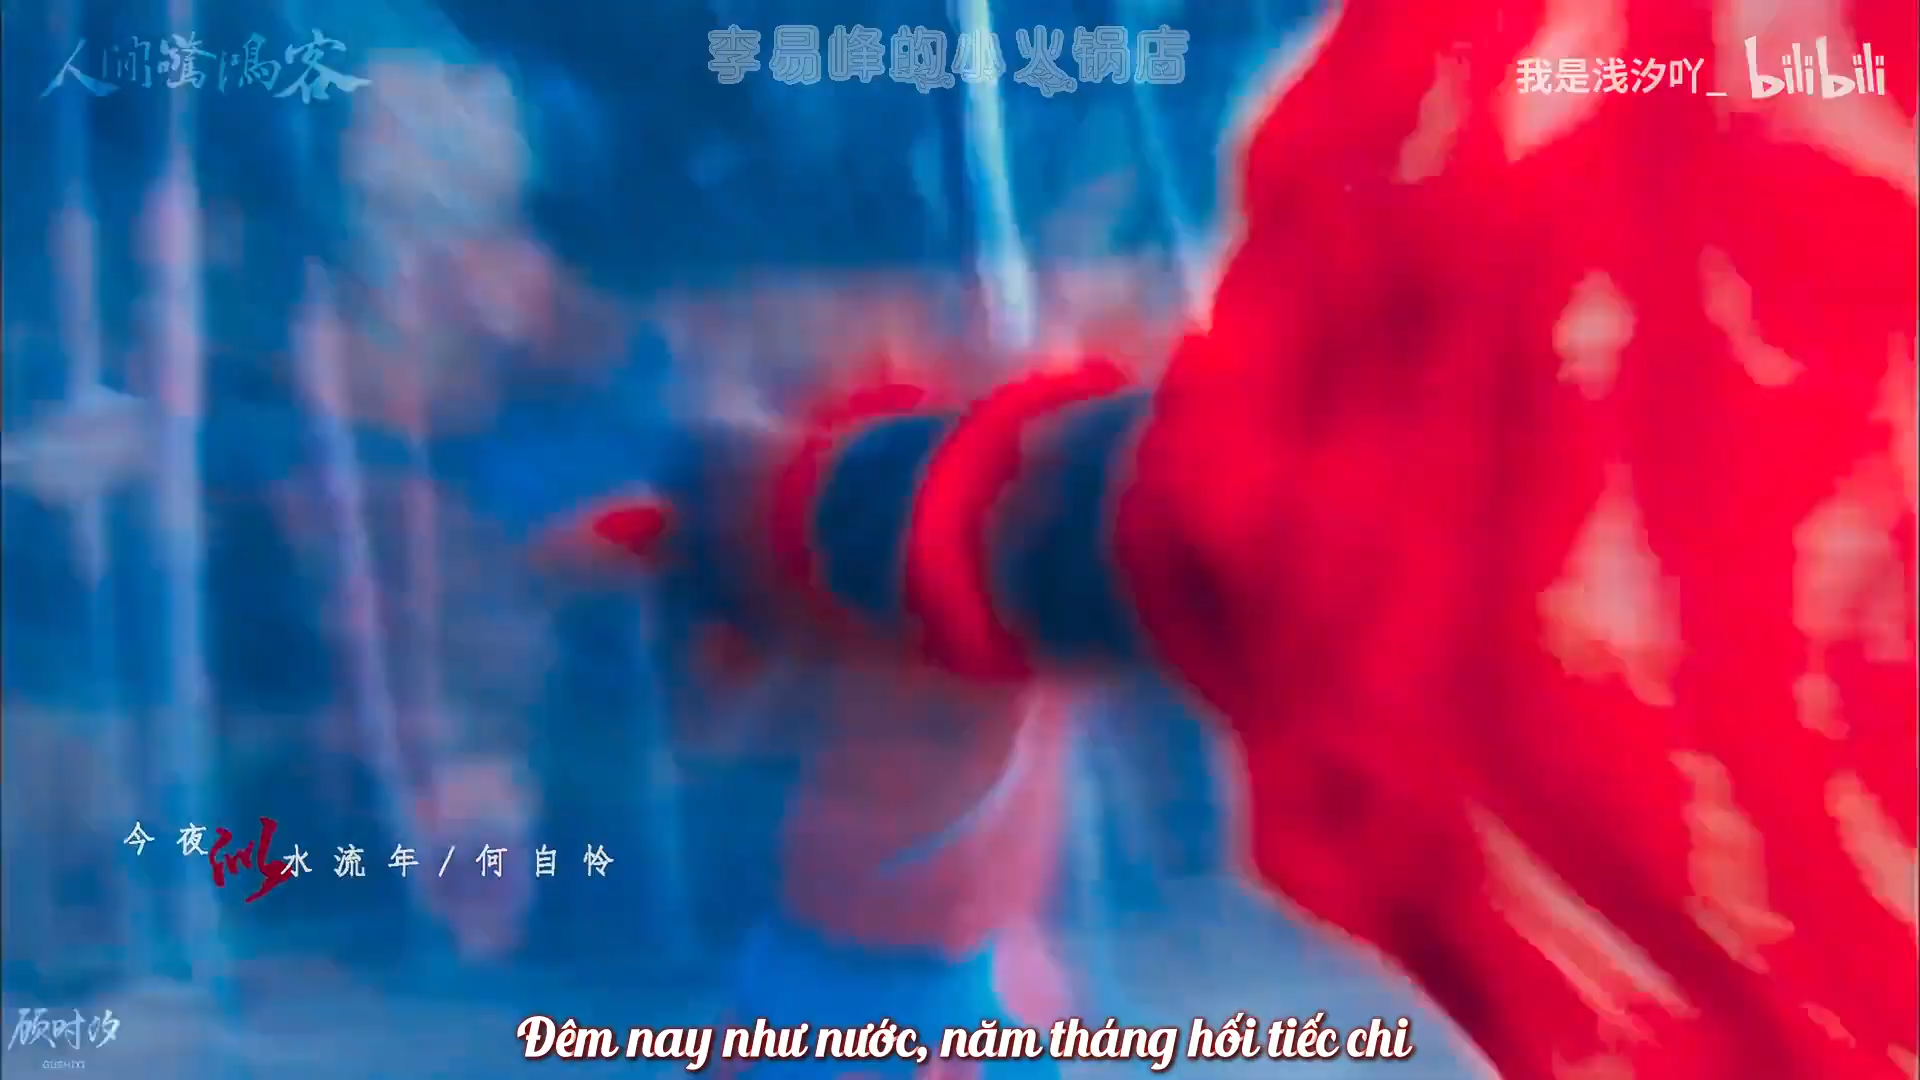 人间驚鴻客
李易峰的小火锅店
我是浅汐吖_ bilibili
今夜似水流年/何自怜
顾时汐
GUSHIXI
Đêm nay như nước, năm tháng hối tiếc chi